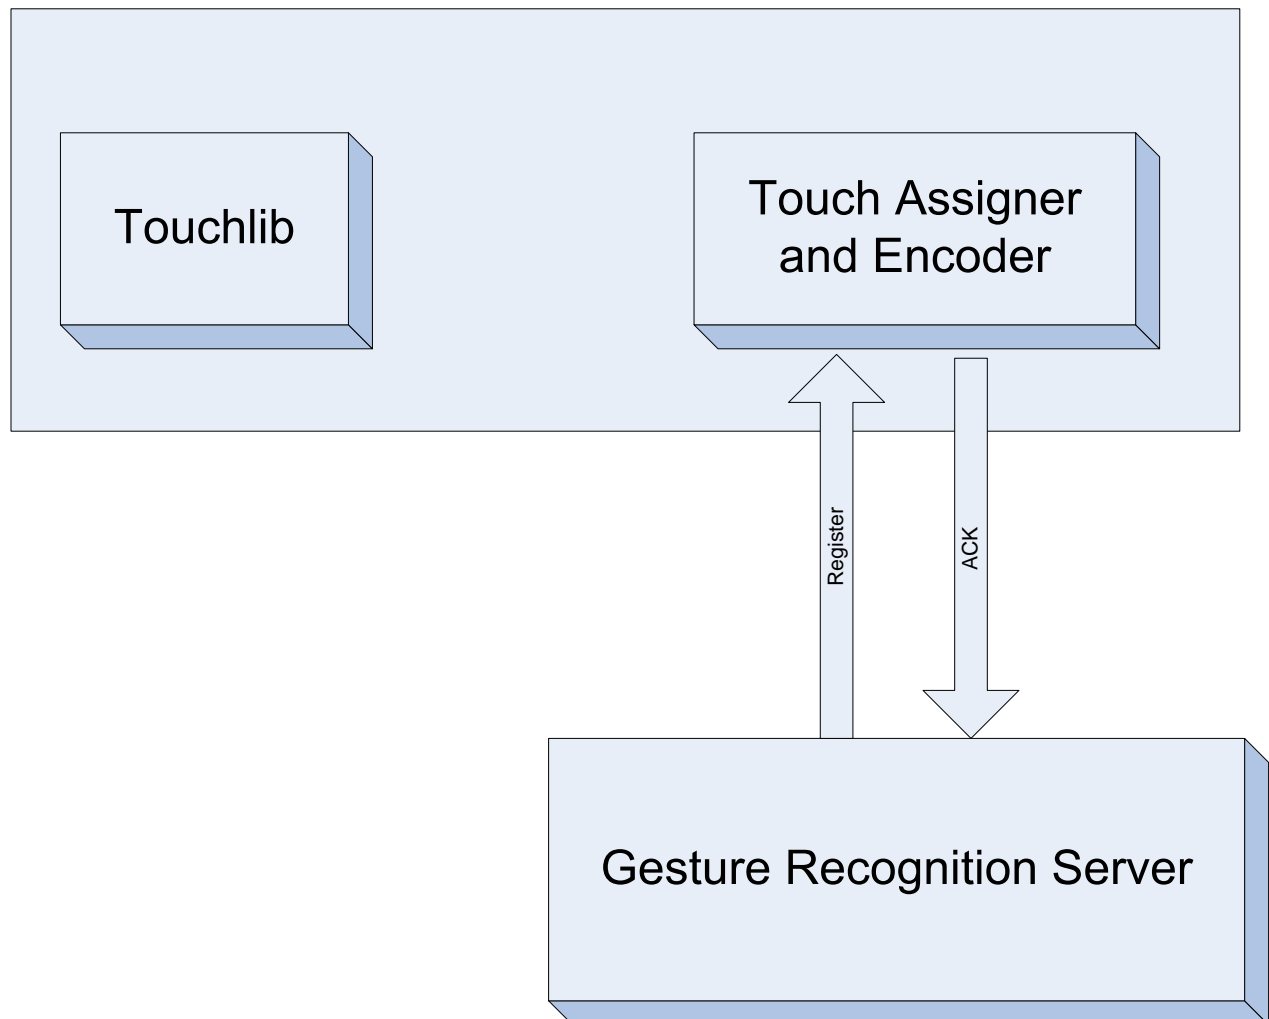 Touchlib
Touch Assigner
and Encoder
Register
ACK
Gesture Recognition Server